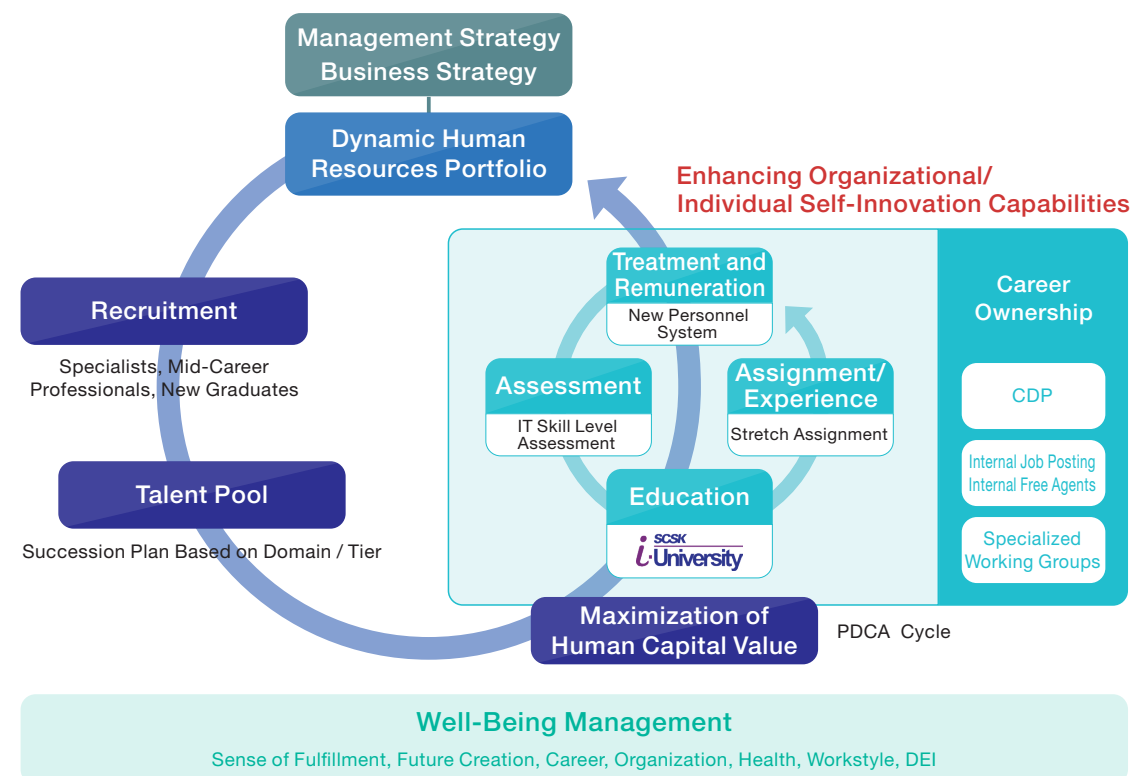 Management Strategy
Business Strategy
Dynamic Human
Resources Portfolio
Enhancing Organizational/
Individual Self-Innovation Capabilities
Recruitment
Specialists, Mid-Career
Professionals, New Graduates
Talent Pool
Succession Plan Based on Domain / Tier
Treatment and
Remuneration
New Personnel
System
Assessment
IT Skill Level
Assessment
Assignment/
Experience
Stretch Assignment
Education
SCSK
i-University
Career
Ownership
CDP
Internal Job Posting
Internal Free Agents
Specialized
Working Groups
Maximization of
Human Capital Value
PDCA Cycle
Well-Being Management
Sense of Fulfillment, Future Creation, Career, Organization, Health, Workstyle, DEI